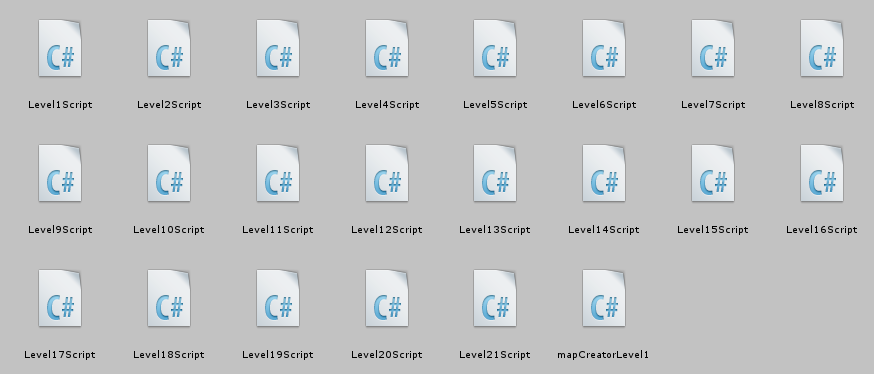 C# C# C# C# C# C# C# C#
Level1Script Level2Script Level3Script Level4Script Level5Script Level6Script Level7Script Level8Script
C# C# C# C# C# C# C# C#
Level9Script Level10Script Level11Script Level12Script Level13Script Level14Script Level15Script Level16Script
C# C# C# C# C# C#
Level17Script Level18Script Level19Script Level20Script Level21Script mapCreatorLevel1